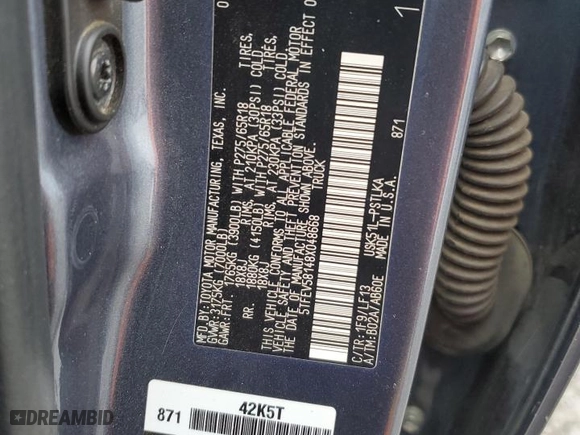 MFD BY: TOYOTA MOTOR MANUFACTURING, TEXAS, INC.
GVWR: 3175KG (7000LB)
GAWR: FRT. 1765KG (3900LB) WITH P275/65R18 TIRES,
18X8J RIMS, AT 210KPA (30PSI) COLD.
RR. 1880KG (4150LB) WITH P275/65R18 TIRES,
18X8J RIMS, AT 230KPA (33PSI) COLD.
THIS VEHICLE CONFORMS TO ALL APPLICABLE FEDERAL MOTOR
VEHICLE SAFETY AND THEFT PREVENTION STANDARDS IN EFFECT ON
THE DATE OF MANUFACTURE SHOWN ABOVE.
TRUCK
C/TR: 1F9/LF13 USK51L-PSTLKA
A/TM: B02A/AB60E MADE IN U.S.A.
871
1
42K5T
871
DREAMBID